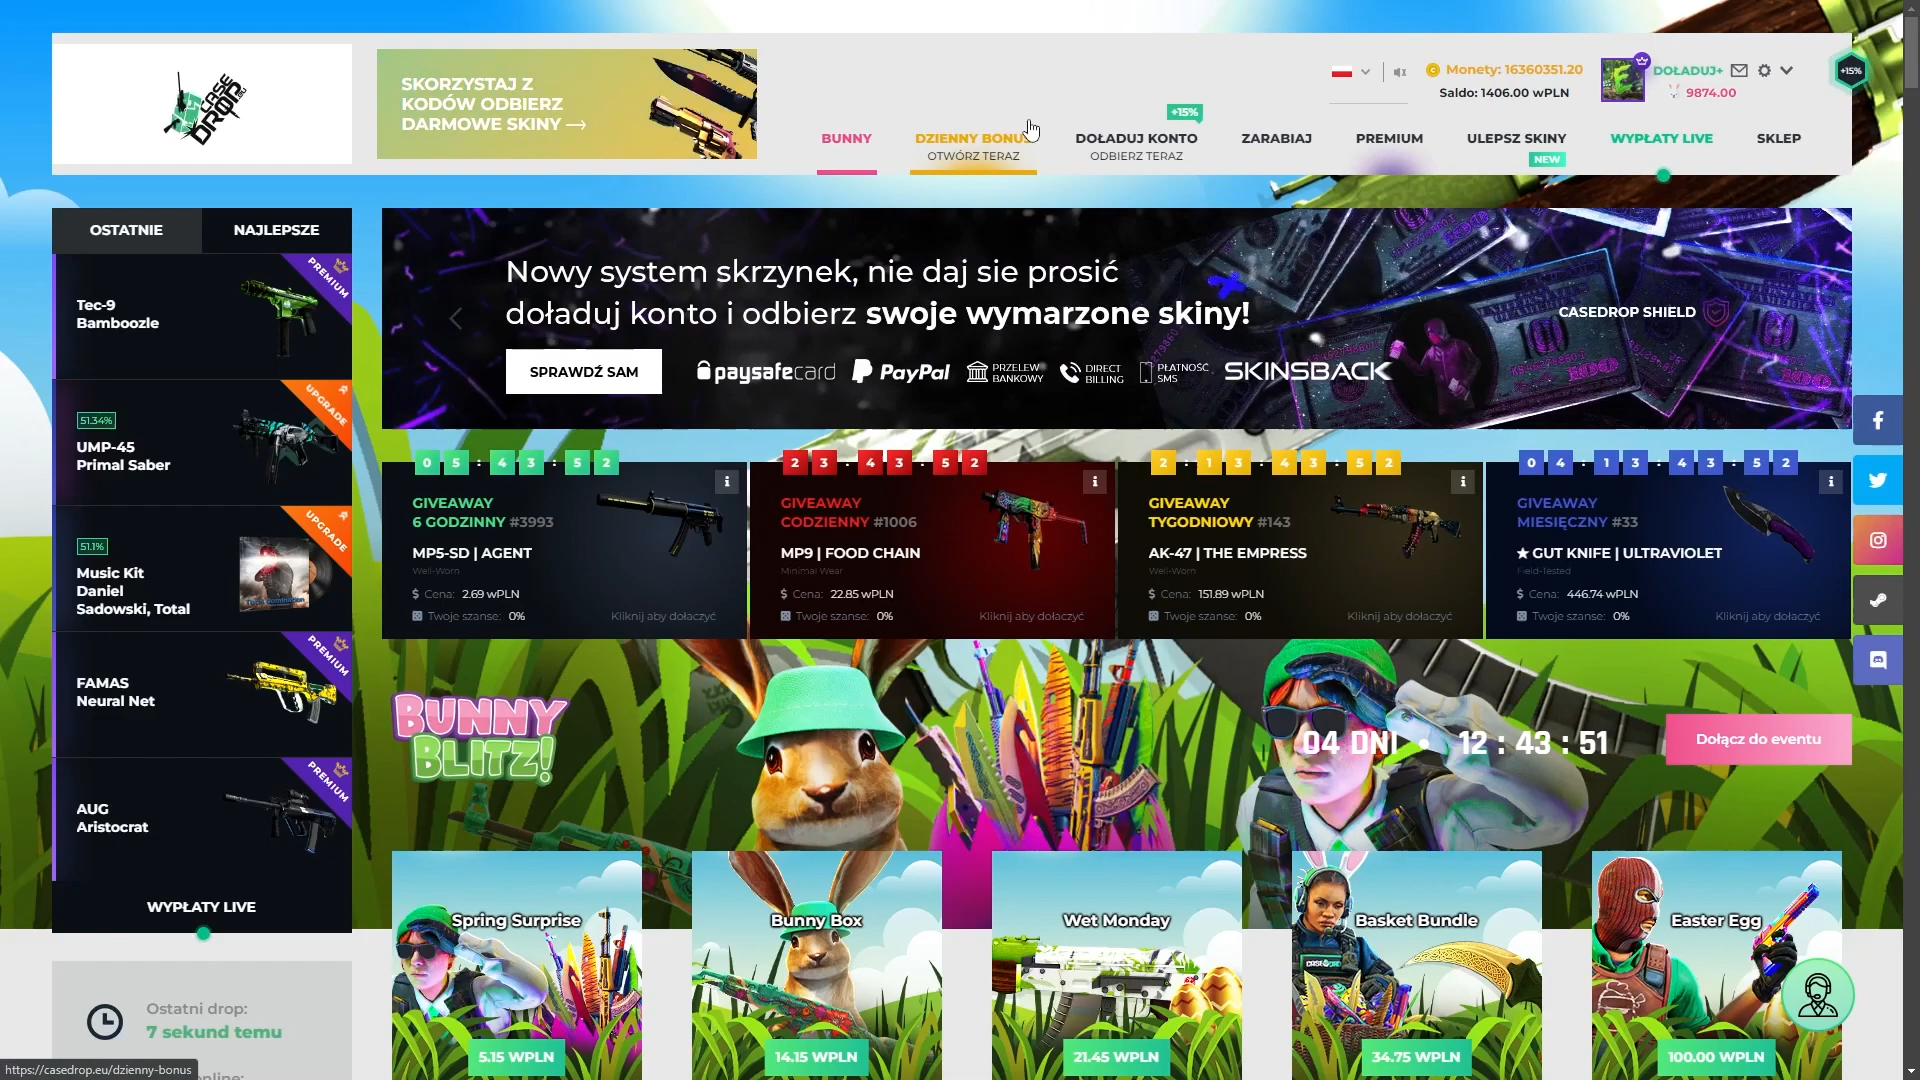 CASE
DROP.EU
SKORZYSTAJ Z
KODÓW ODBIERZ
DARMOWE SKINY
Monety: 16360351.20
Saldo: 1406.00 wPLN
DOŁADUJ+
9874.00
+15%
+15%
BUNNY
DZIENNY BONUS
OTWÓRZ TERAZ
DOŁADUJ KONTO
ODBIERZ TERAZ
ZARABIAJ
PREMIUM
ULEPSZ SKINY
NEW
WYPŁATY LIVE
SKLEP
OSTATNIE
NAJLEPSZE
PREMIUM
Tec-9
Bamboozle
UPGRADE
51.34%
UMP-45
Primal Saber
UPGRADE
51.1%
Music Kit
Daniel
Sadowski, Total
PREMIUM
FAMAS
Neural Net
PREMIUM
AUG
Aristocrat
WYPŁATY LIVE
Ostatni drop:
7 sekund temu
online:
Nowy system skrzynek, nie daj sie prosić
doładuj konto i odbierz swoje wymarzone skiny!
SPRAWDŹ SAM
paysafecard
PayPal
PRZELEW
BANKOWY
DIRECT
BILLING
PŁATNOŚĆ
SMS
SKINSBACK
CASEDROP SHIELD
0 5 : 4 3 : 5 2
GIVEAWAY
6 GODZINNY #3993
MP5-SD | AGENT
Well-Worn
Cena: 2.69 wPLN
Twoje szanse: 0%
Kliknij aby dołaczyć
2 3 : 4 3 : 5 2
GIVEAWAY
CODZIENNY #1006
MP9 | FOOD CHAIN
Minimal Wear
Cena: 22.85 wPLN
Twoje szanse: 0%
Kliknij aby dołaczyć
2 : 1 3 : 4 3 : 5 2
GIVEAWAY
TYGODNIOWY #143
AK-47 | THE EMPRESS
Well-Worn
Cena: 151.89 wPLN
Twoje szanse: 0%
Kliknij aby dołaczyć
0 4 : 1 3 : 4 3 : 5 2
GIVEAWAY
MIESIĘCZNY #33
★ GUT KNIFE | ULTRAVIOLET
Field-Tested
Cena: 446.74 wPLN
Twoje szanse: 0%
Kliknij aby dołaczyć
BUNNY
BLITZ!
04 DNI • 12 : 43 : 51
Dołącz do eventu
Spring Surprise
5.15 WPLN
Bunny Box
14.15 WPLN
Wet Monday
21.45 WPLN
Basket Bundle
34.75 WPLN
Easter Egg
100.00 WPLN
https://casedrop.eu/dzienny-bonus